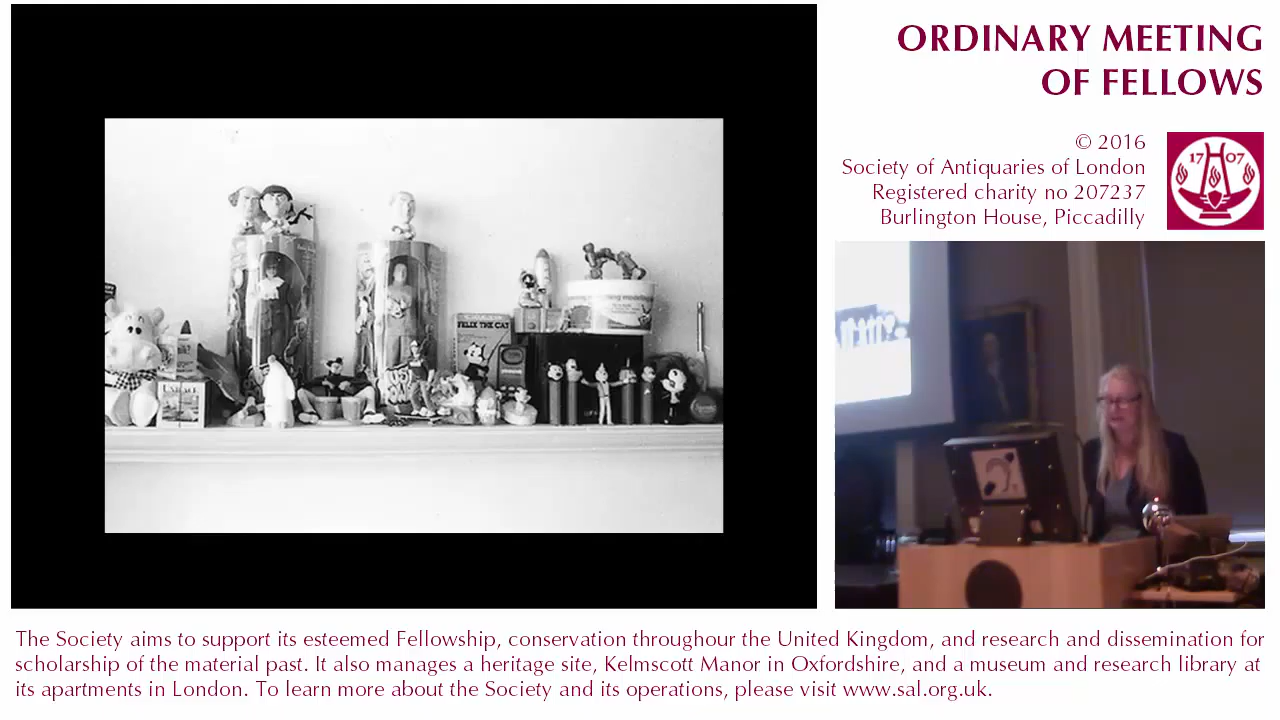 ORDINARY MEETING
OF FELLOWS
© 2016
Society of Antiquaries of London
Registered charity no 207237
Burlington House, Piccadilly
17 07
FELIX THE CAT
The Society aims to support its esteemed Fellowship, conservation throughour the United Kingdom, and research and dissemination for
scholarship of the material past. It also manages a heritage site, Kelmscott Manor in Oxfordshire, and a museum and research library at
its apartments in London. To learn more about the Society and its operations, please visit www.sal.org.uk.